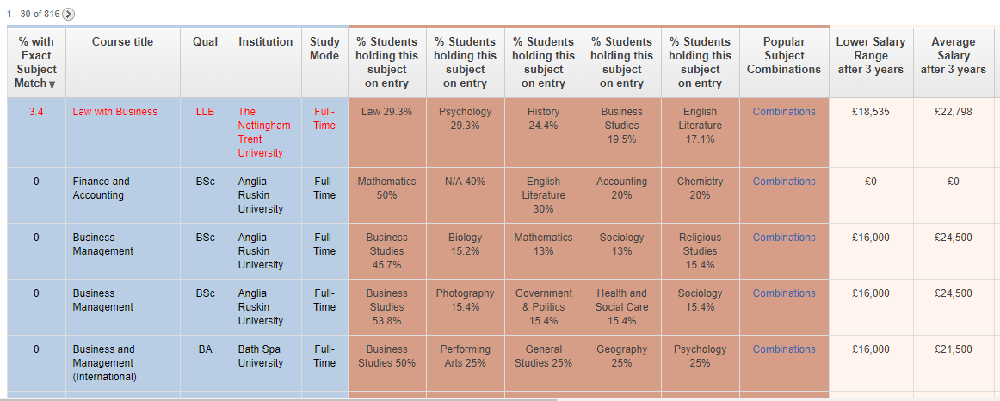 1 - 30 of 816
% with Exact Subject Match ▼ Course title Qual Institution Study Mode % Students holding this subject on entry % Students holding this subject on entry % Students holding this subject on entry % Students holding this subject on entry % Students holding this subject on entry Popular Subject Combinations Lower Salary Range after 3 years Average Salary after 3 years
3.4 Law with Business LLB The Nottingham Trent University Full-Time Law 29.3% Psychology 29.3% History 24.4% Business Studies 19.5% English Literature 17.1% Combinations £18,535 £22,798
0 Finance and Accounting BSc Anglia Ruskin University Full-Time Mathematics 50% N/A 40% English Literature 30% Accounting 20% Chemistry 20% Combinations £0 £0
0 Business Management BSc Anglia Ruskin University Full-Time Business Studies 45.7% Biology 15.2% Mathematics 13% Sociology 13% Religious Studies 15.4% Combinations £16,000 £24,500
0 Business Management BSc Anglia Ruskin University Full-Time Business Studies 53.8% Photography 15.4% Government & Politics 15.4% Health and Social Care 15.4% Sociology 15.4% Combinations £16,000 £24,500
0 Business and Management (International) BA Bath Spa University Full-Time Business Studies 50% Performing Arts 25% General Studies 25% Geography 25% Psychology 25% Combinations £16,000 £21,500